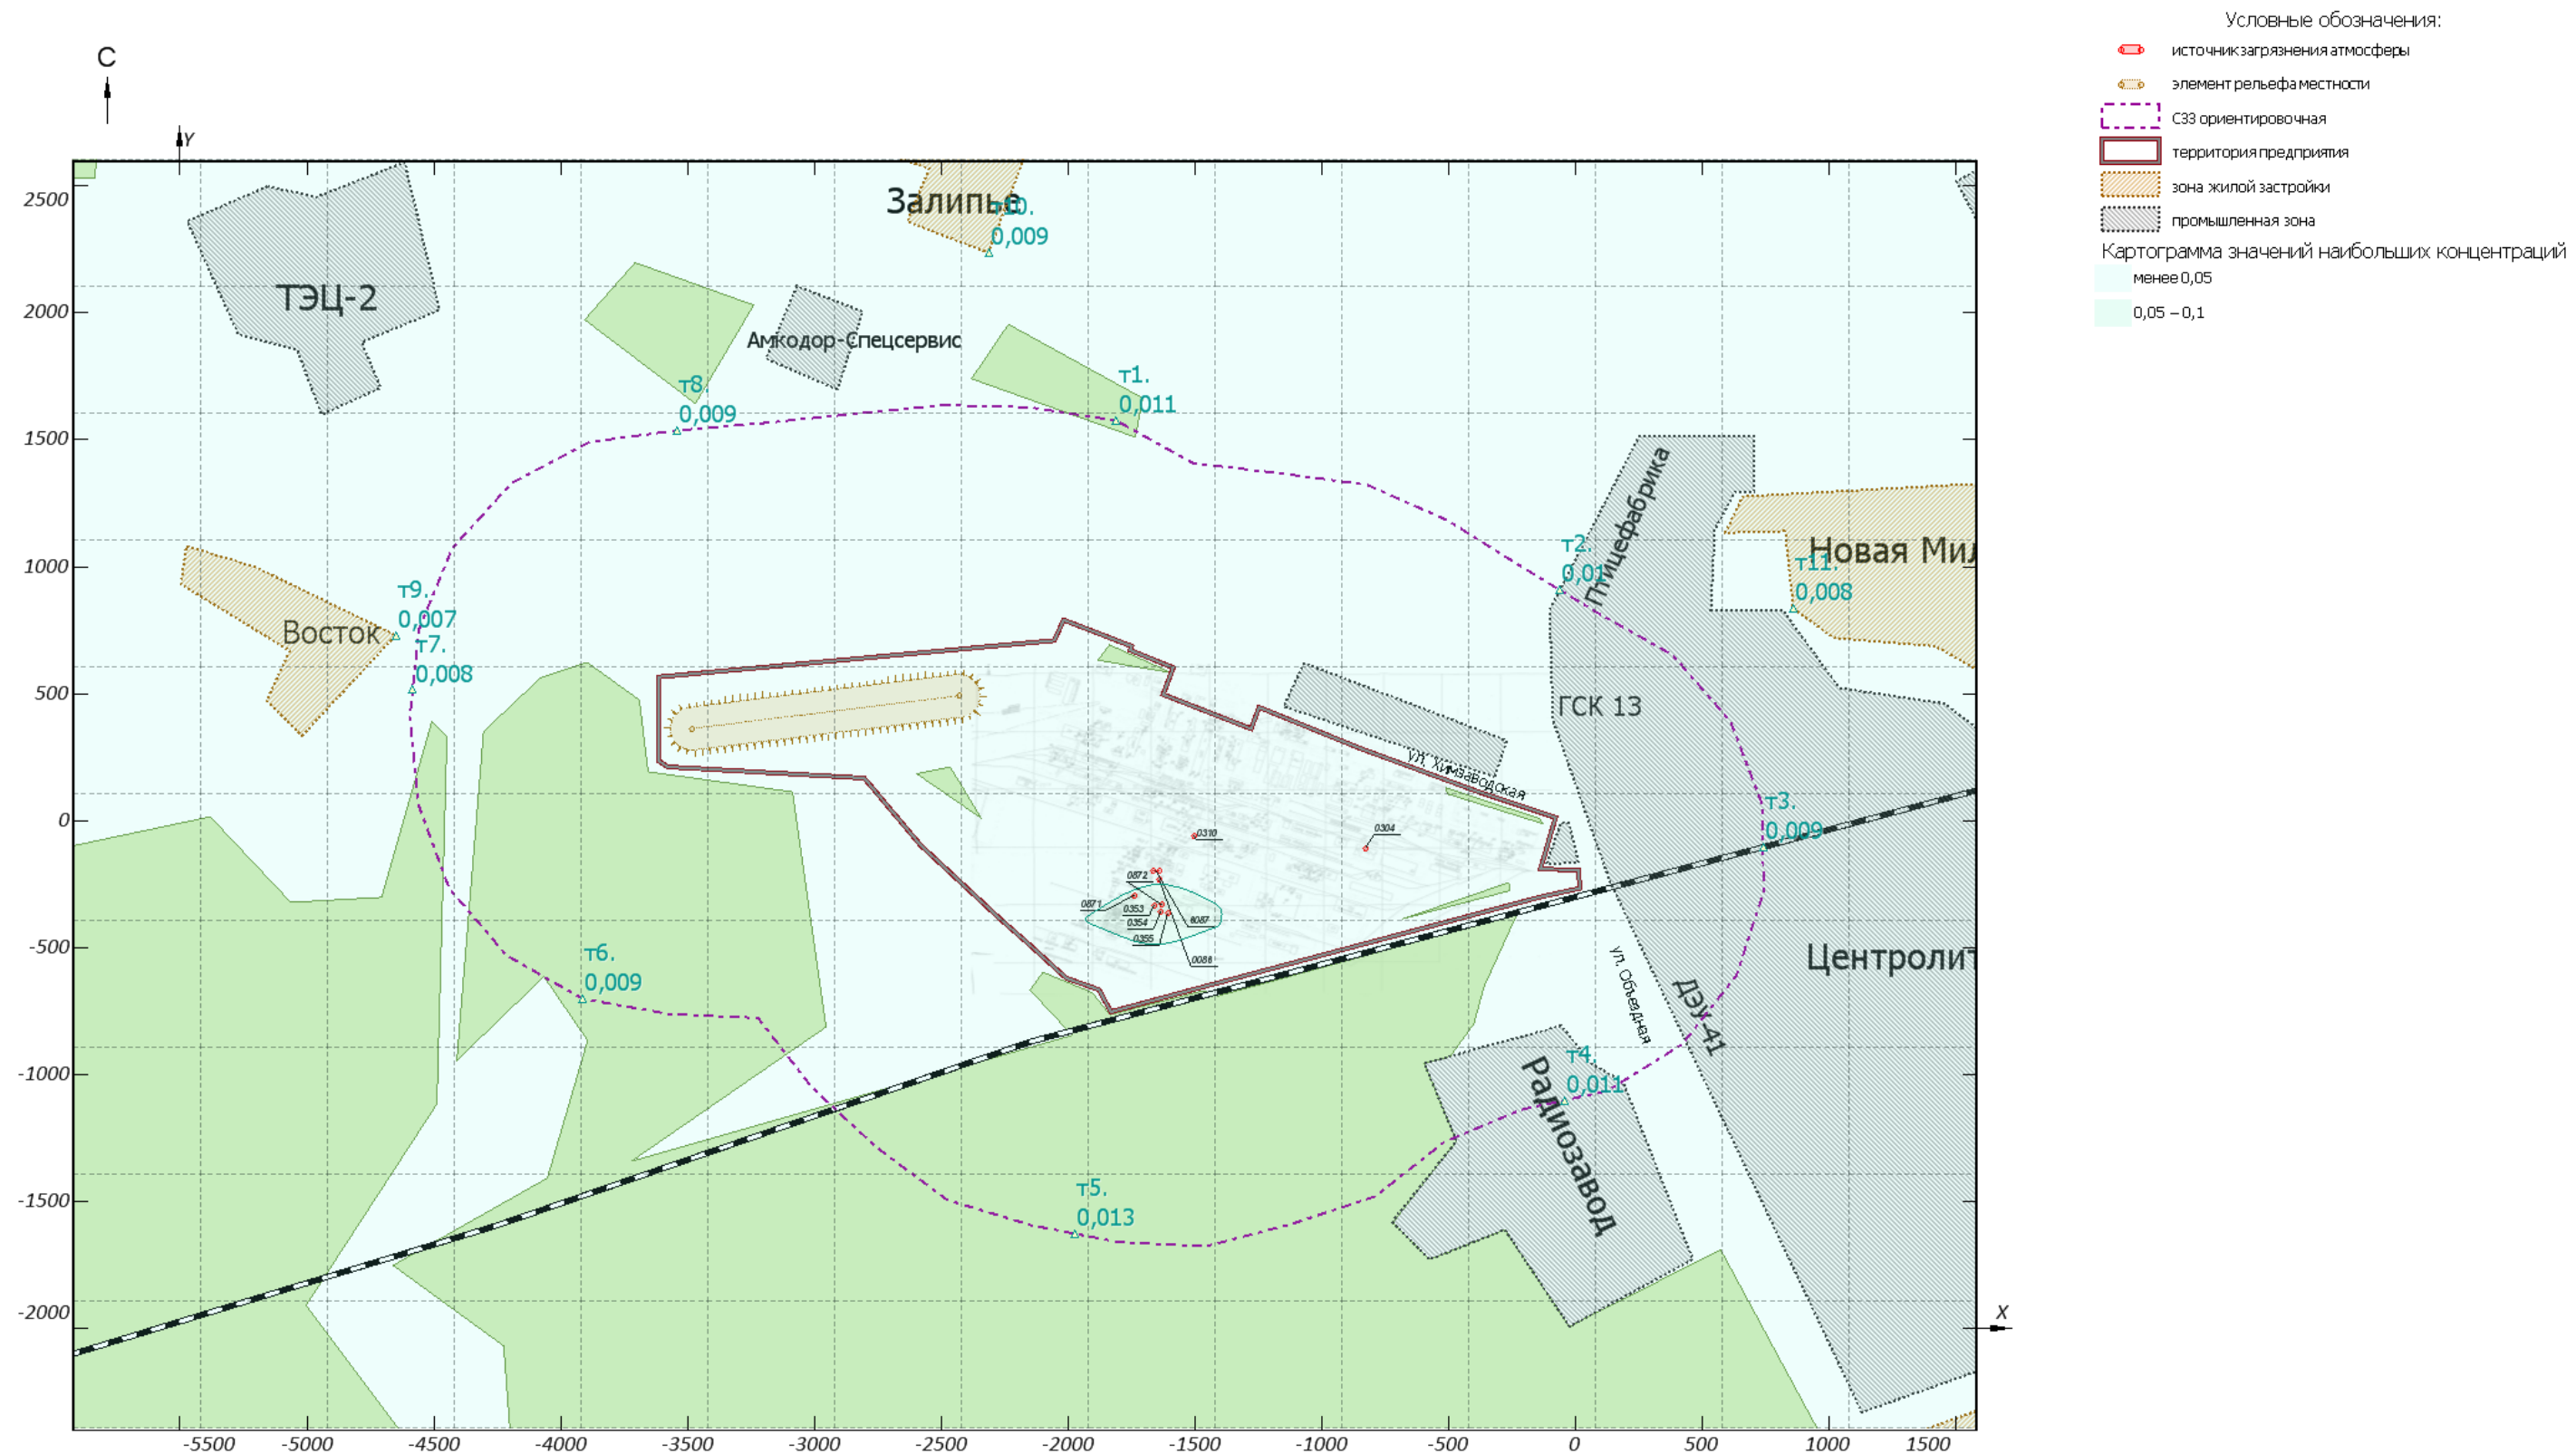 Условные обозначения:
источник загрязнения атмосферы
элемент рельефа местности
СЗЗ ориентировочная
территория предприятия
зона жилой застройки
промышленная зона
Картограмма значений наибольших концентраций
менее 0,05
0,05 – 0,1
С
Y
2500
2000
1500
1000
500
0
-500
-1000
-1500
-2000
Залипье
т10.
0,009
ТЭЦ-2
Амкодор-Спецсервис
т8.
0,009
т1.
0,011
Птицефабрика
т2.
0,01
Новая Мил
т11.
0,008
т9.
0,007
Восток
т7.
0,008
ГСК 13
ул. Химзаводская
т3.
0,009
0310
0304
0872
0871
0353
0354
0355
6087
0086
т6.
0,009
Центролит
ул. Объездная
ДЭУ-41
т4.
0,011
Радиозавод
т5.
0,013
X
-5500
-5000
-4500
-4000
-3500
-3000
-2500
-2000
-1500
-1000
-500
0
500
1000
1500